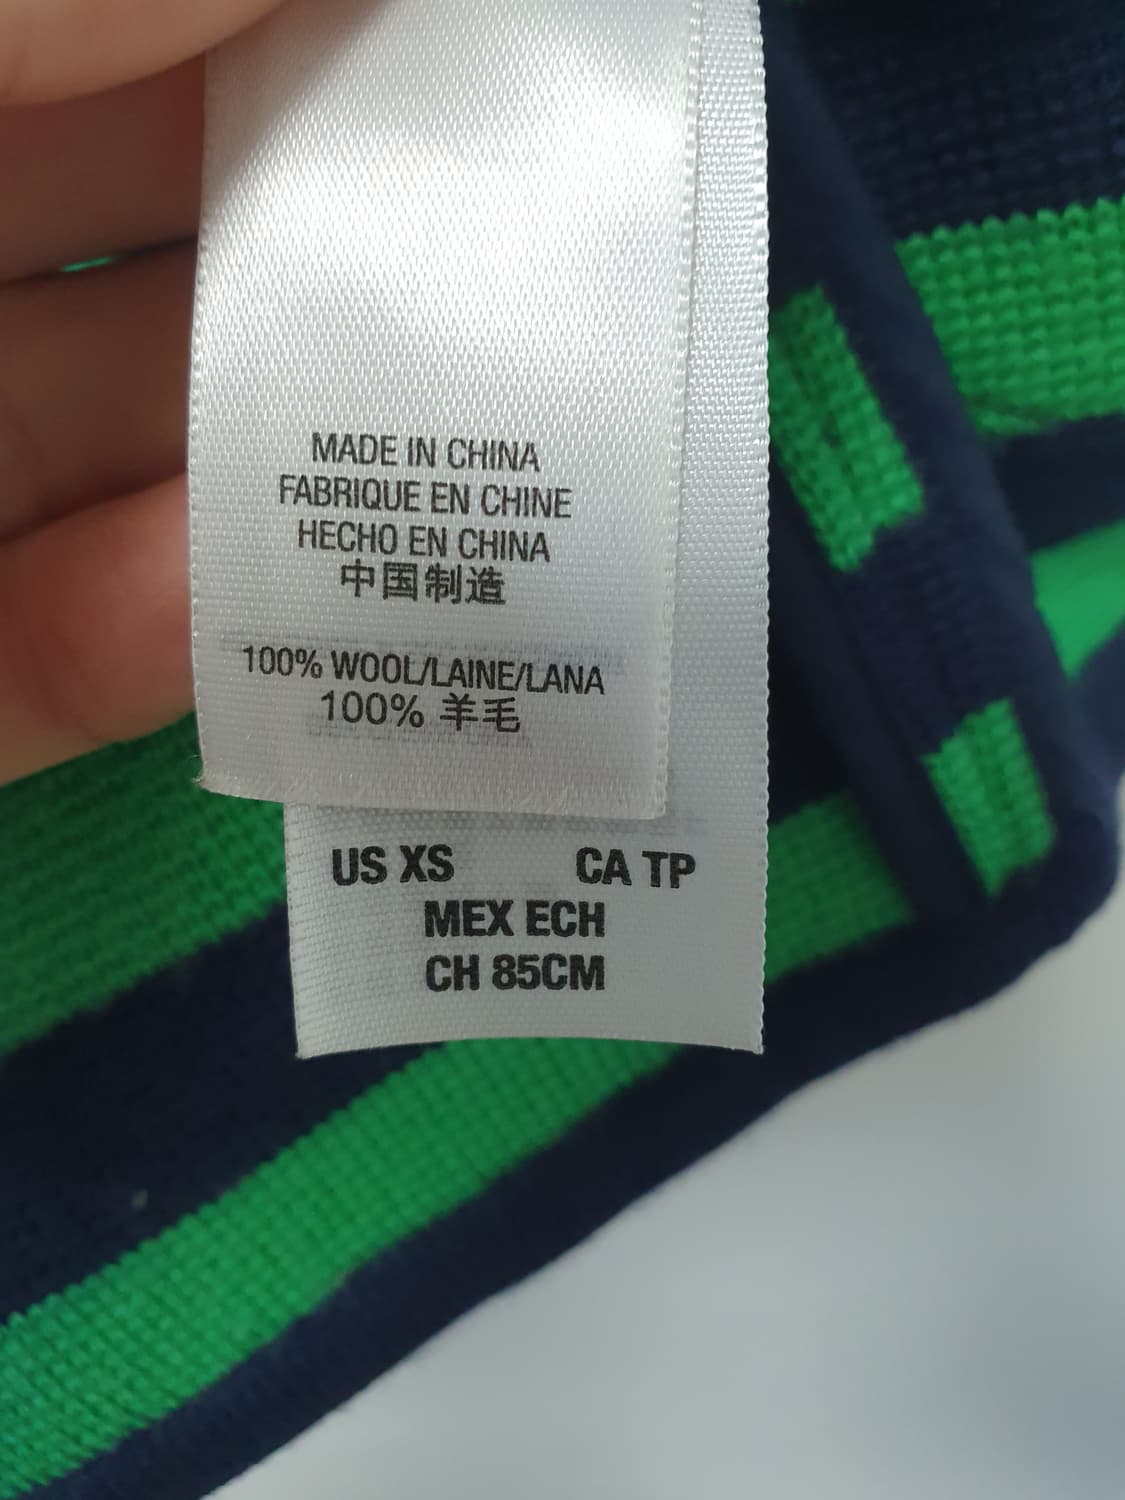 MADE IN CHINA
FABRIQUE EN CHINE
HECHO EN CHINA
中国制造
100% WOOL/LAINE/LANA
100% 羊毛
US XS CA TP
MEX ECH
CH 85CM